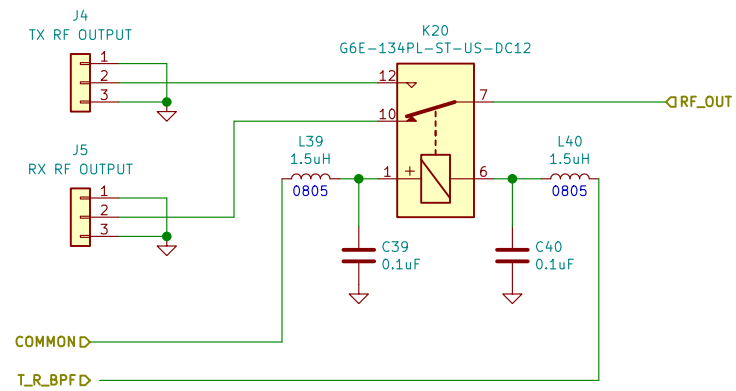 J4
TX RF OUTPUT
1
2
3
K20
G6E-134PL-ST-US-DC12
12
10
7
RF_OUT
J5
RX RF OUTPUT
1
2
3
L39
1.5uH
0805
1
+
6
L40
1.5uH
0805
C39
0.1uF
C40
0.1uF
COMMON
T_R_BPF